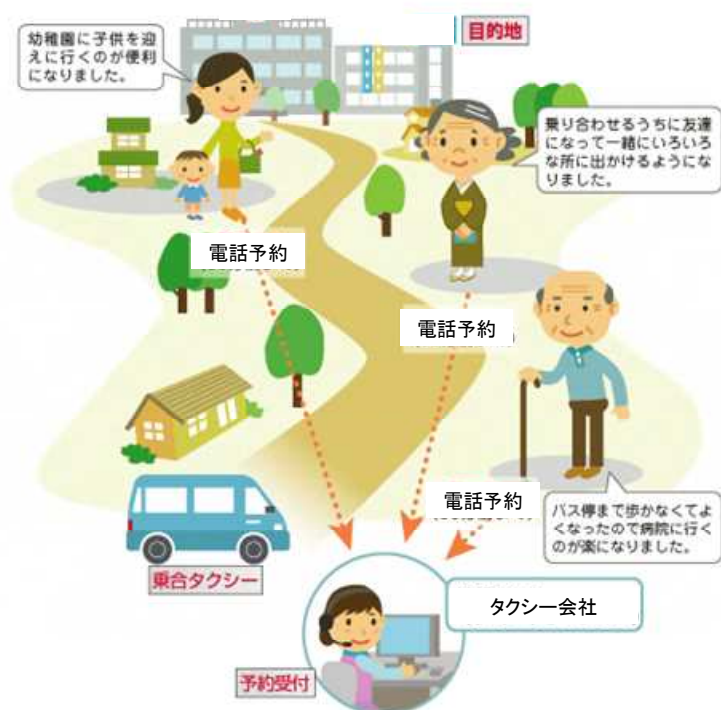 目的地
幼稚園に子供を迎
えに行くのが便利
になりました。
乗り合わせるうちに友達
になって一緒にいろいろ
な所に出かけるようにな
りました。
電話予約
電話予約
電話予約
バス停まで歩かなくてよ
くなったので病院に行く
のが楽になりました。
乗合タクシー
タクシー会社
予約受付